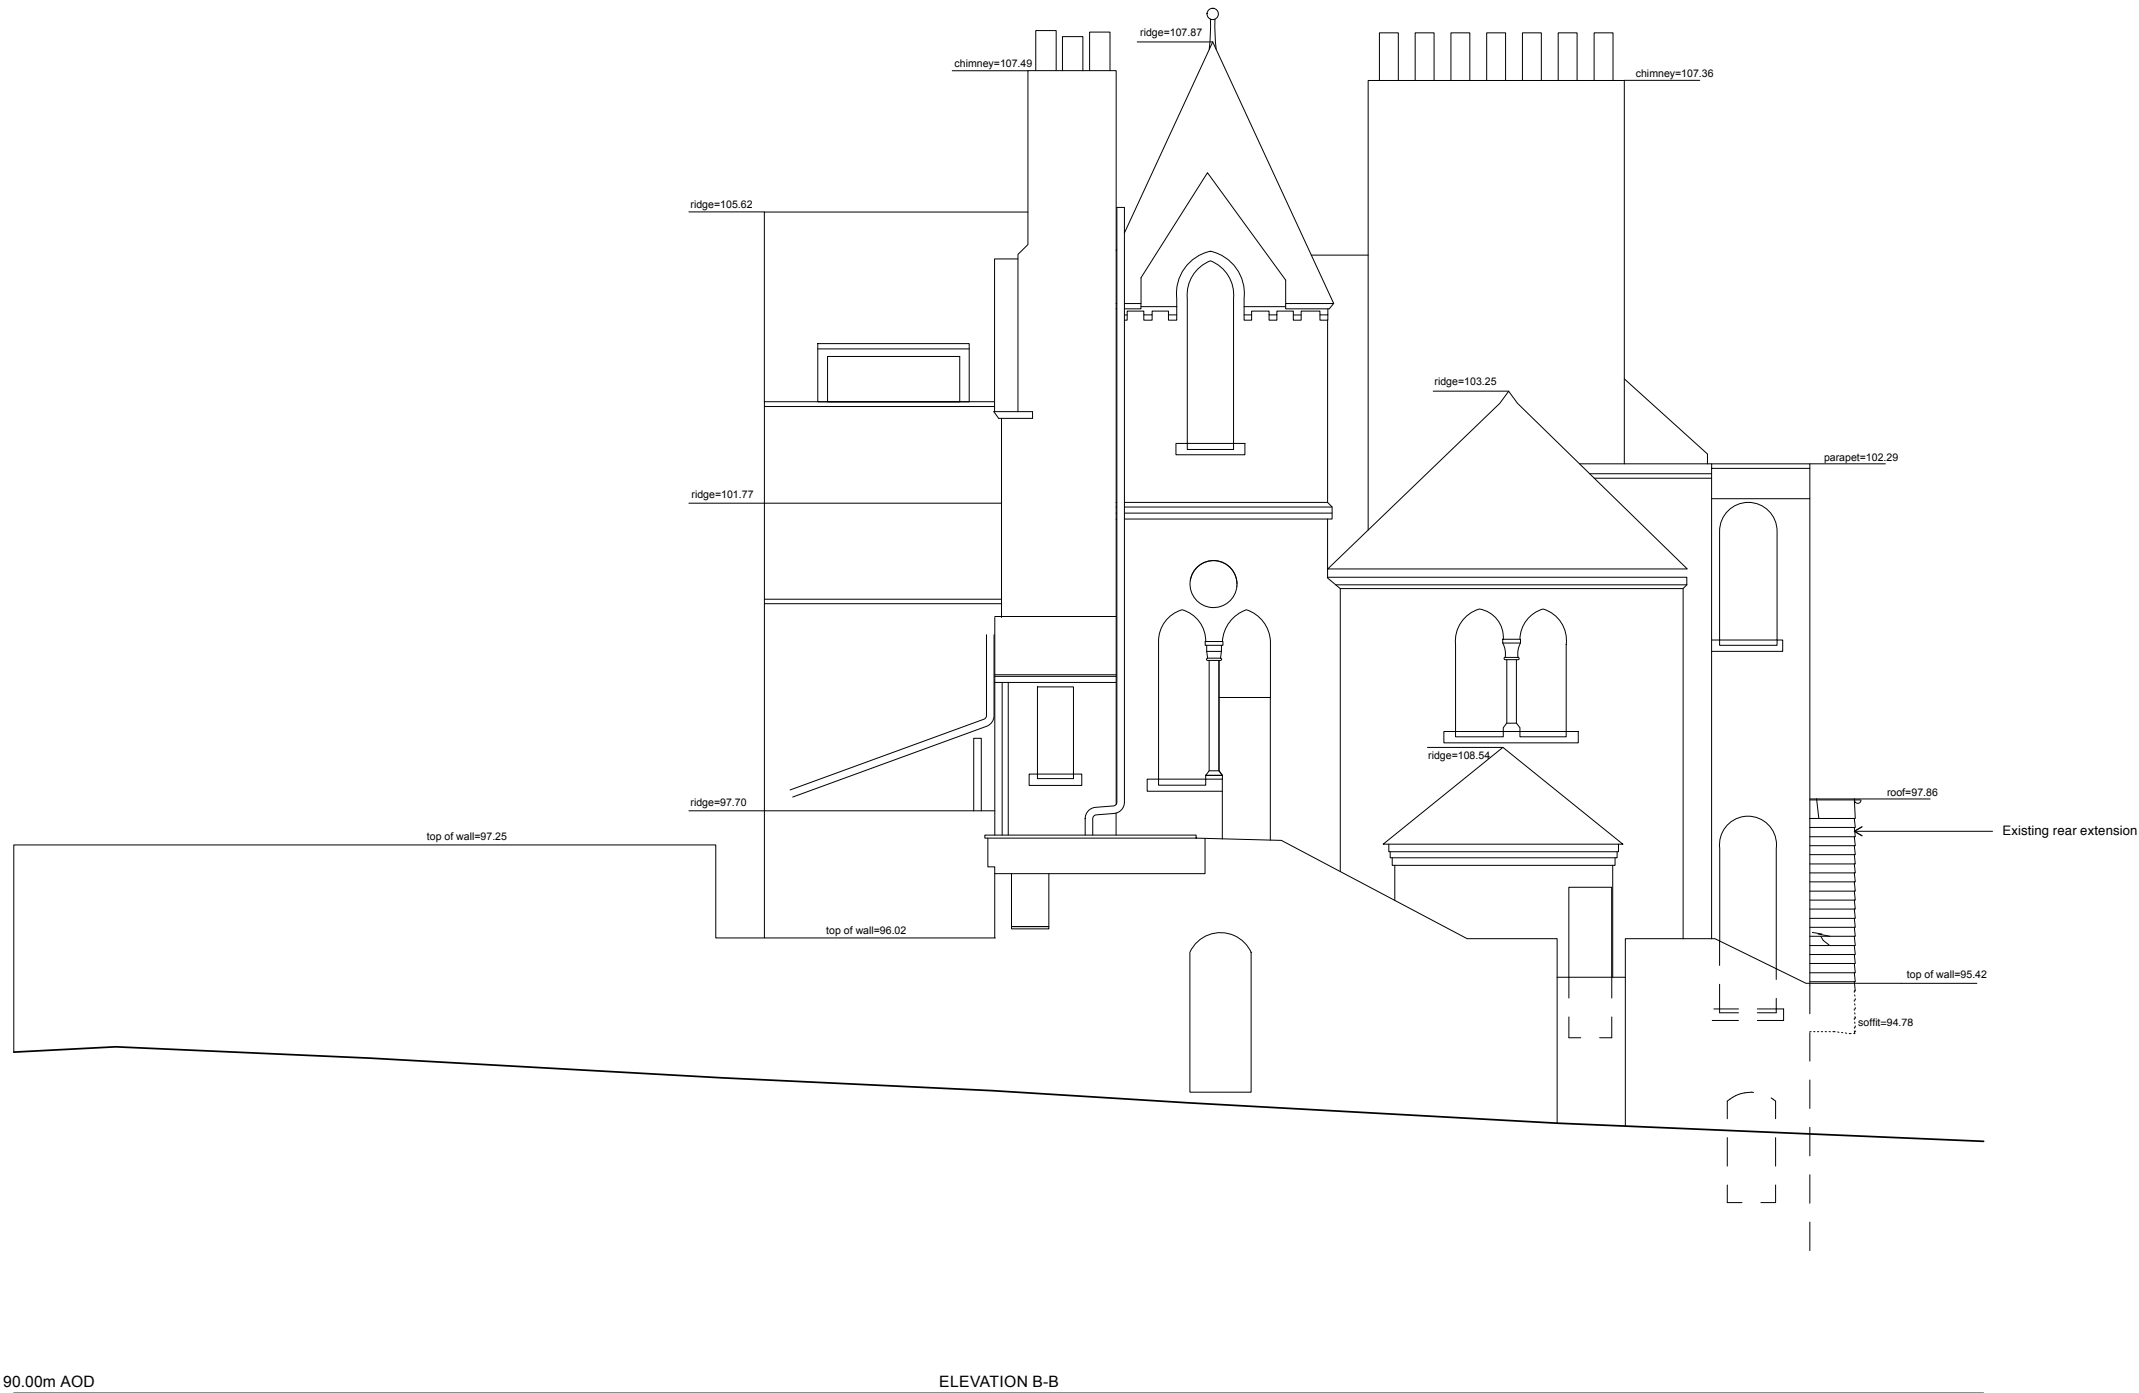 ridge=107.87
chimney=107.49
chimney=107.36
ridge=105.62
ridge=103.25
parapet=102.29
ridge=101.77
ridge=108.54
roof=97.86
ridge=97.70
Existing rear extension
top of wall=97.25
top of wall=96.02
top of wall=95.42
soffit=94.78
90.00m AOD
ELEVATION B-B